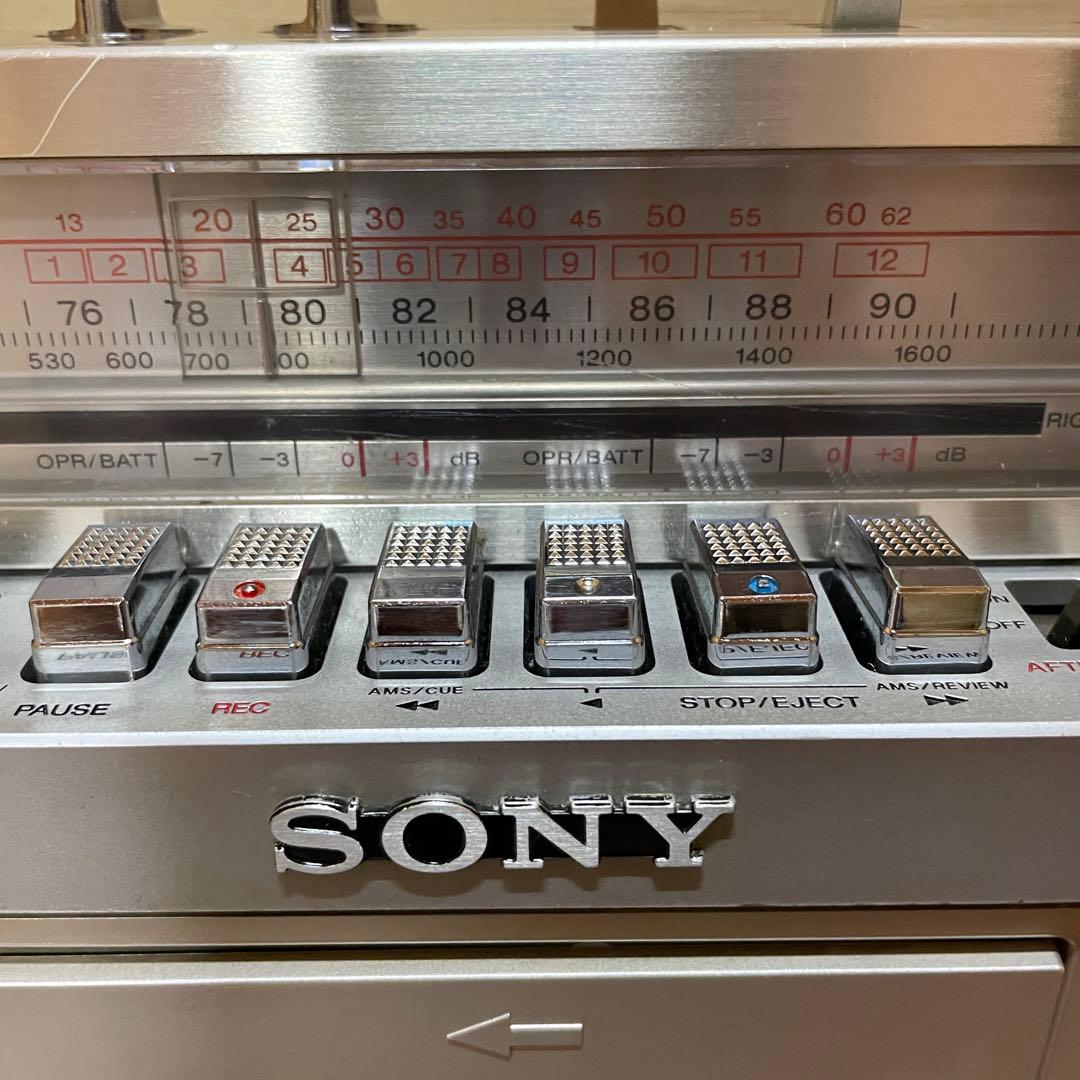 13 20 25 30 35 40 45 50 55 60 62
1 2 3 4 5 6 7 8 9 10 11 12
76 78 80 82 84 86 88 90
530 600 700 1000 1200 1400 1600
OPR/BATT -7 -3 0 +3 dB OPR/BATT -7 -3 0 +3 dB
OFF
AMS/CUE AMS/REVIEW
PAUSE REC ◀◀ ◀ STOP/EJECT ▶▶
SONY